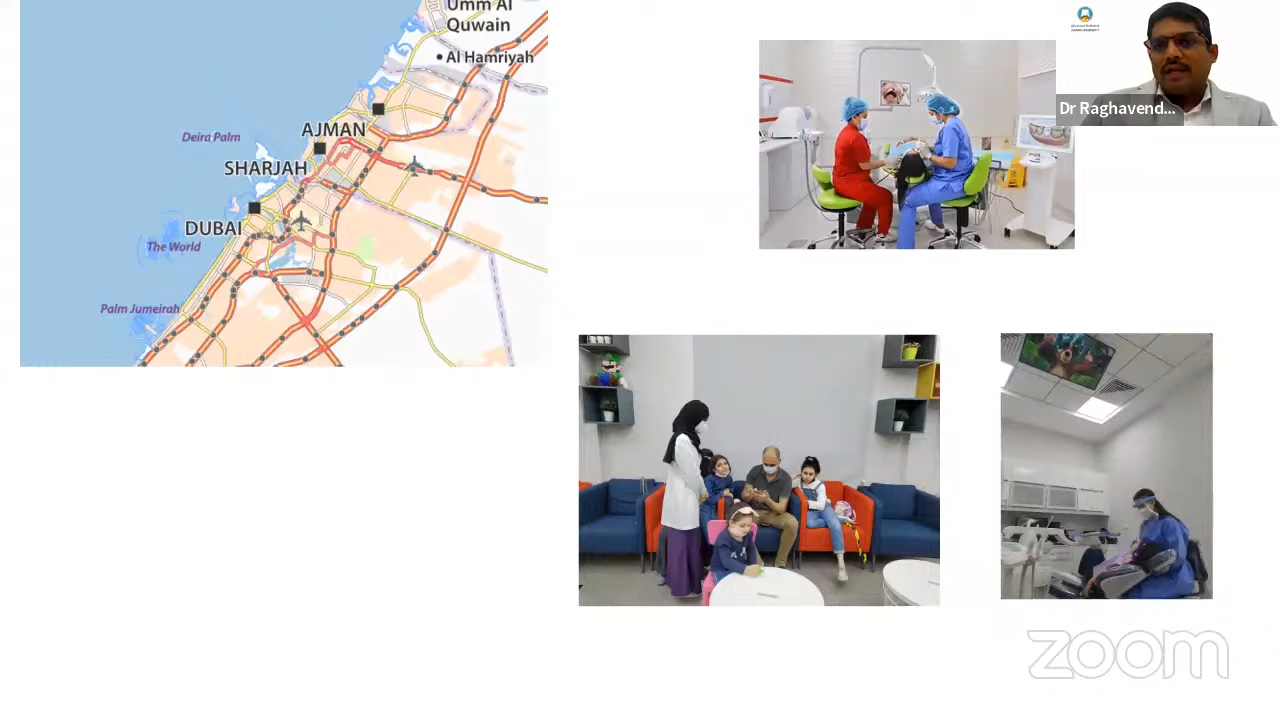 Umm Al
Quwain
Al Hamriyah
Deira Palm
AJMAN
SHARJAH
DUBAI
The World
Palm Jumeirah
Dr Raghavend...
zoom